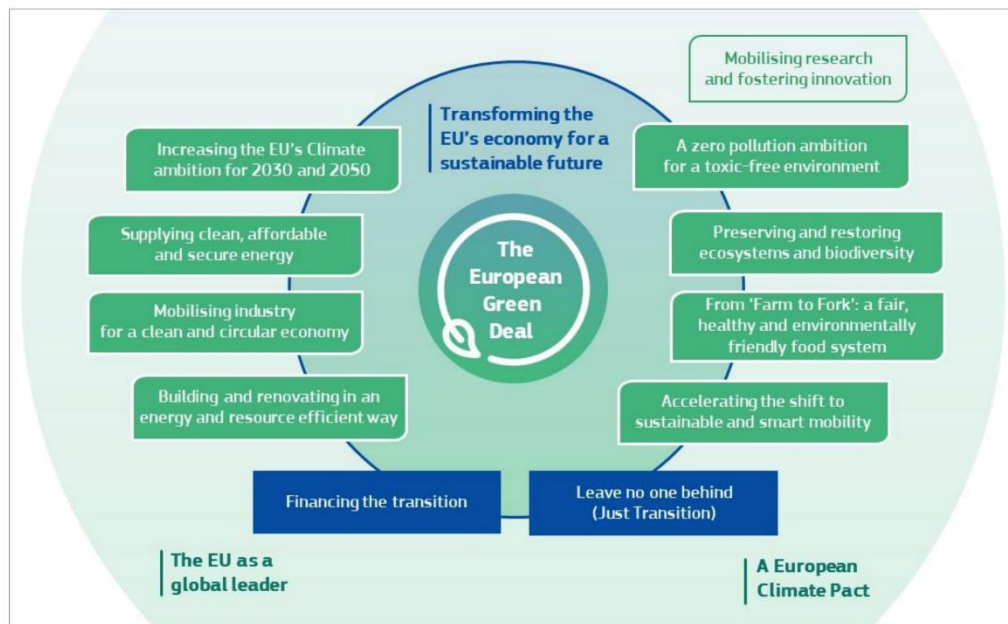 Mobilising research
and fostering innovation
Transforming the
EU's economy for a
sustainable future
Increasing the EU's Climate
ambition for 2030 and 2050
A zero pollution ambition
for a toxic-free environment
Supplying clean, affordable
and secure energy
Preserving and restoring
ecosystems and biodiversity
The
European
Green
Deal
Mobilising industry
for a clean and circular economy
From 'Farm to Fork': a fair,
healthy and environmentally
friendly food system
Building and renovating in an
energy and resource efficient way
Accelerating the shift to
sustainable and smart mobility
Financing the transition
Leave no one behind
(Just Transition)
The EU as a
global leader
A European
Climate Pact